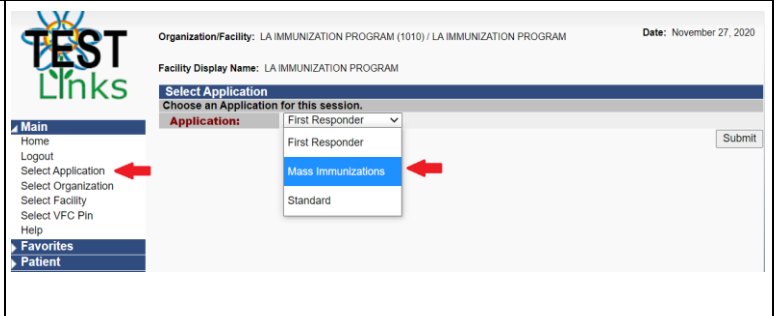 TEST
Links
Organization/Facility: LA IMMUNIZATION PROGRAM (1010) / LA IMMUNIZATION PROGRAM
Date: November 27, 2020
Facility Display Name: LA IMMUNIZATION PROGRAM
Select Application
Choose an Application for this session.
Application: First Responder
First Responder
Mass Immunizations
Standard
Submit
Main
Home
Logout
Select Application
Select Organization
Select Facility
Select VFC Pin
Help
Favorites
Patient